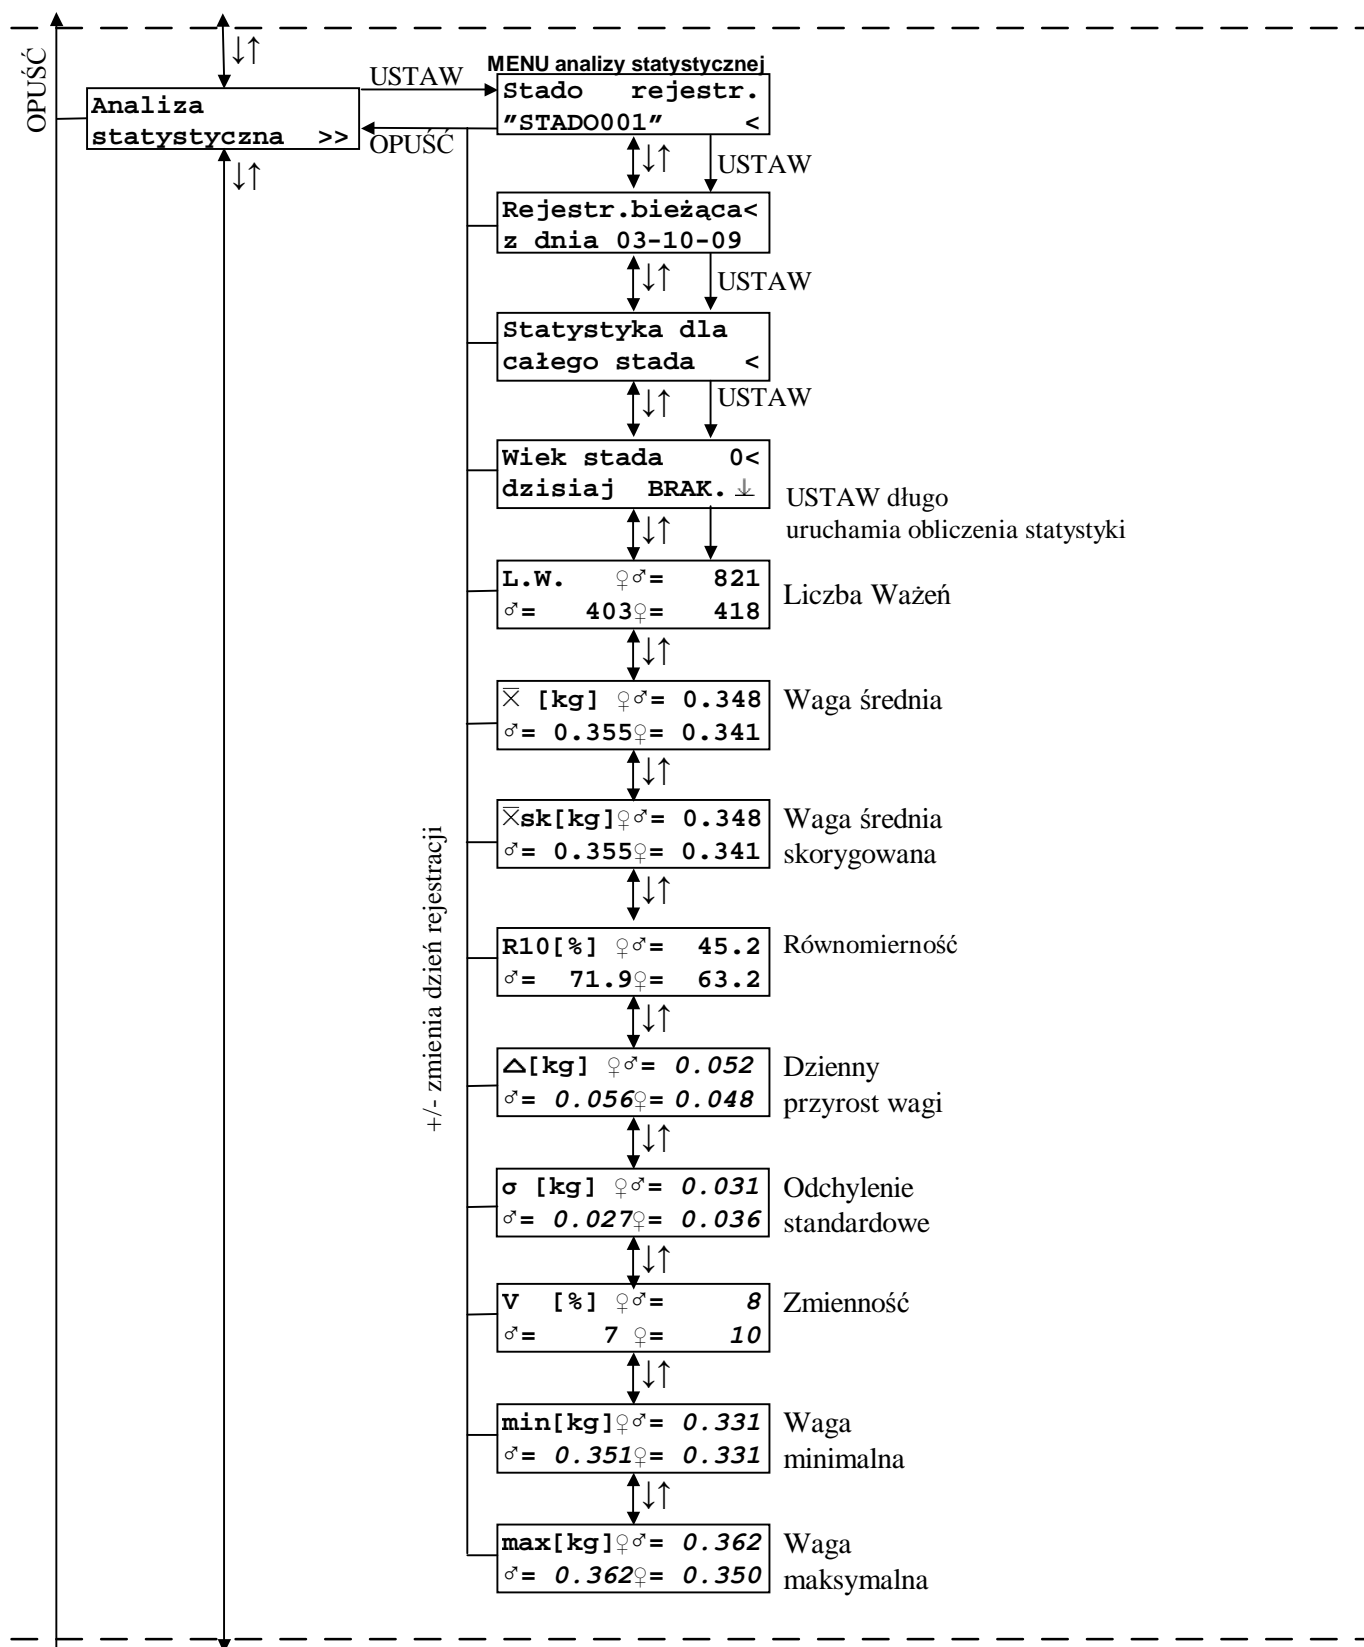 OPUŚĆ
↓↑
Analiza
statystyczna >>
↓↑
USTAW
OPUŚĆ
MENU analizy statystycznej
Stado rejestr.
"STADO001" <
↓↑ USTAW
Rejestr.bieżąca<
z dnia 03-10-09
↓↑ USTAW
Statystyka dla
całego stada <
↓↑ USTAW
Wiek stada 0<
dzisiaj BRAK.↓
USTAW długo
uruchamia obliczenia statystyki
↓↑
L.W. ♀♂= 821
♂= 403♀= 418
Liczba Ważeń
↓↑
X̅ [kg] ♀♂= 0.348
♂= 0.355♀= 0.341
Waga średnia
↓↑
X̅sk[kg]♀♂= 0.348
♂= 0.355♀= 0.341
Waga średnia
skorygowana
↓↑
+/- zmienia dzień rejestracji
R10[%] ♀♂= 45.2
♂= 71.9♀= 63.2
Równomierność
↓↑
△[kg] ♀♂= 0.052
♂= 0.056♀= 0.048
Dzienny
przyrost wagi
↓↑
σ [kg] ♀♂= 0.031
♂= 0.027♀= 0.036
Odchylenie
standardowe
↓↑
V [%] ♀♂= 8
♂= 7 ♀= 10
Zmienność
↓↑
min[kg]♀♂= 0.331
♂= 0.351♀= 0.331
Waga
minimalna
↓↑
max[kg]♀♂= 0.362
♂= 0.362♀= 0.350
Waga
maksymalna